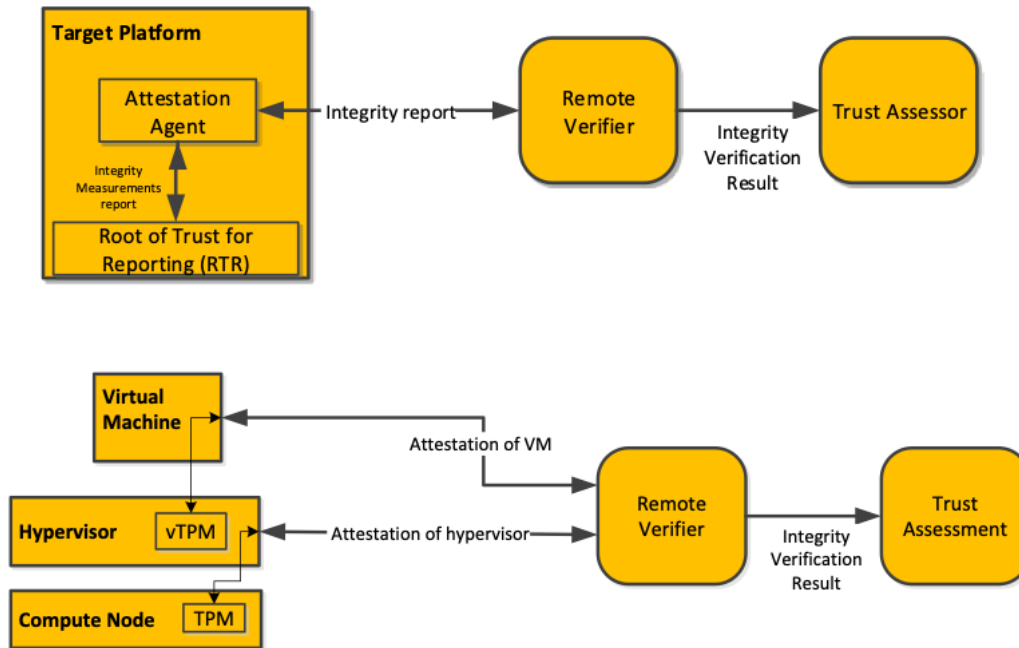 Target Platform
Attestation
Agent
Integrity report
Remote
Verifier
Trust Assessor
Integrity
Verification
Result
Integrity
Measurements
report
Root of Trust for
Reporting (RTR)
Virtual
Machine
Attestation of VM
Hypervisor
vTPM
Attestation of hypervisor
Remote
Verifier
Trust
Assessment
Integrity
Verification
Result
Compute Node
TPM